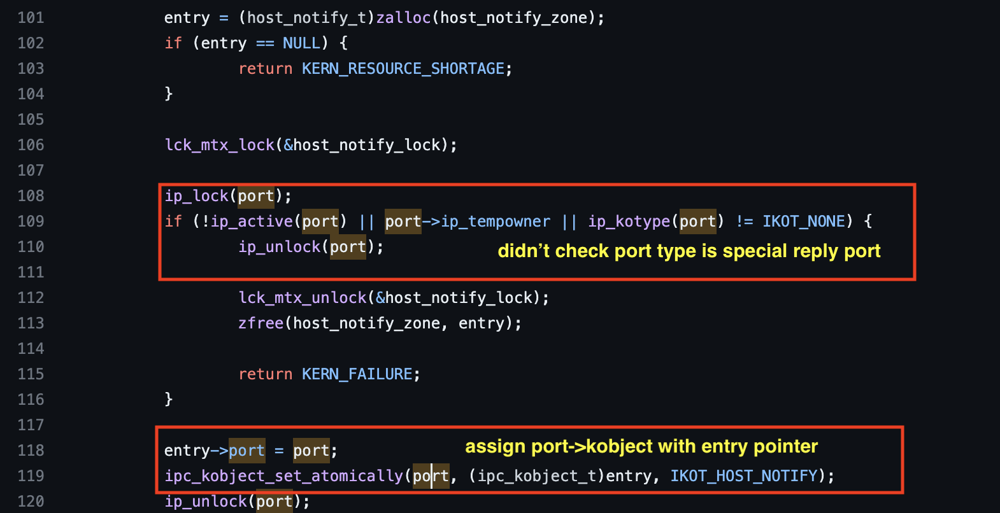 101 entry = (host_notify_t)zalloc(host_notify_zone);
102 if (entry == NULL) {
103 return KERN_RESOURCE_SHORTAGE;
104 }
105
106 lck_mtx_lock(&host_notify_lock);
107
108 ip_lock(port);
109 if (!ip_active(port) || port->ip_tempowner || ip_kotype(port) != IKOT_NONE) {
110 ip_unlock(port); didn’t check port type is special reply port
111
112 lck_mtx_unlock(&host_notify_lock);
113 zfree(host_notify_zone, entry);
114
115 return KERN_FAILURE;
116 }
117
118 entry->port = port; assign port->kobject with entry pointer
119 ipc_kobject_set_atomically(port, (ipc_kobject_t)entry, IKOT_HOST_NOTIFY);
120 ip_unlock(port);